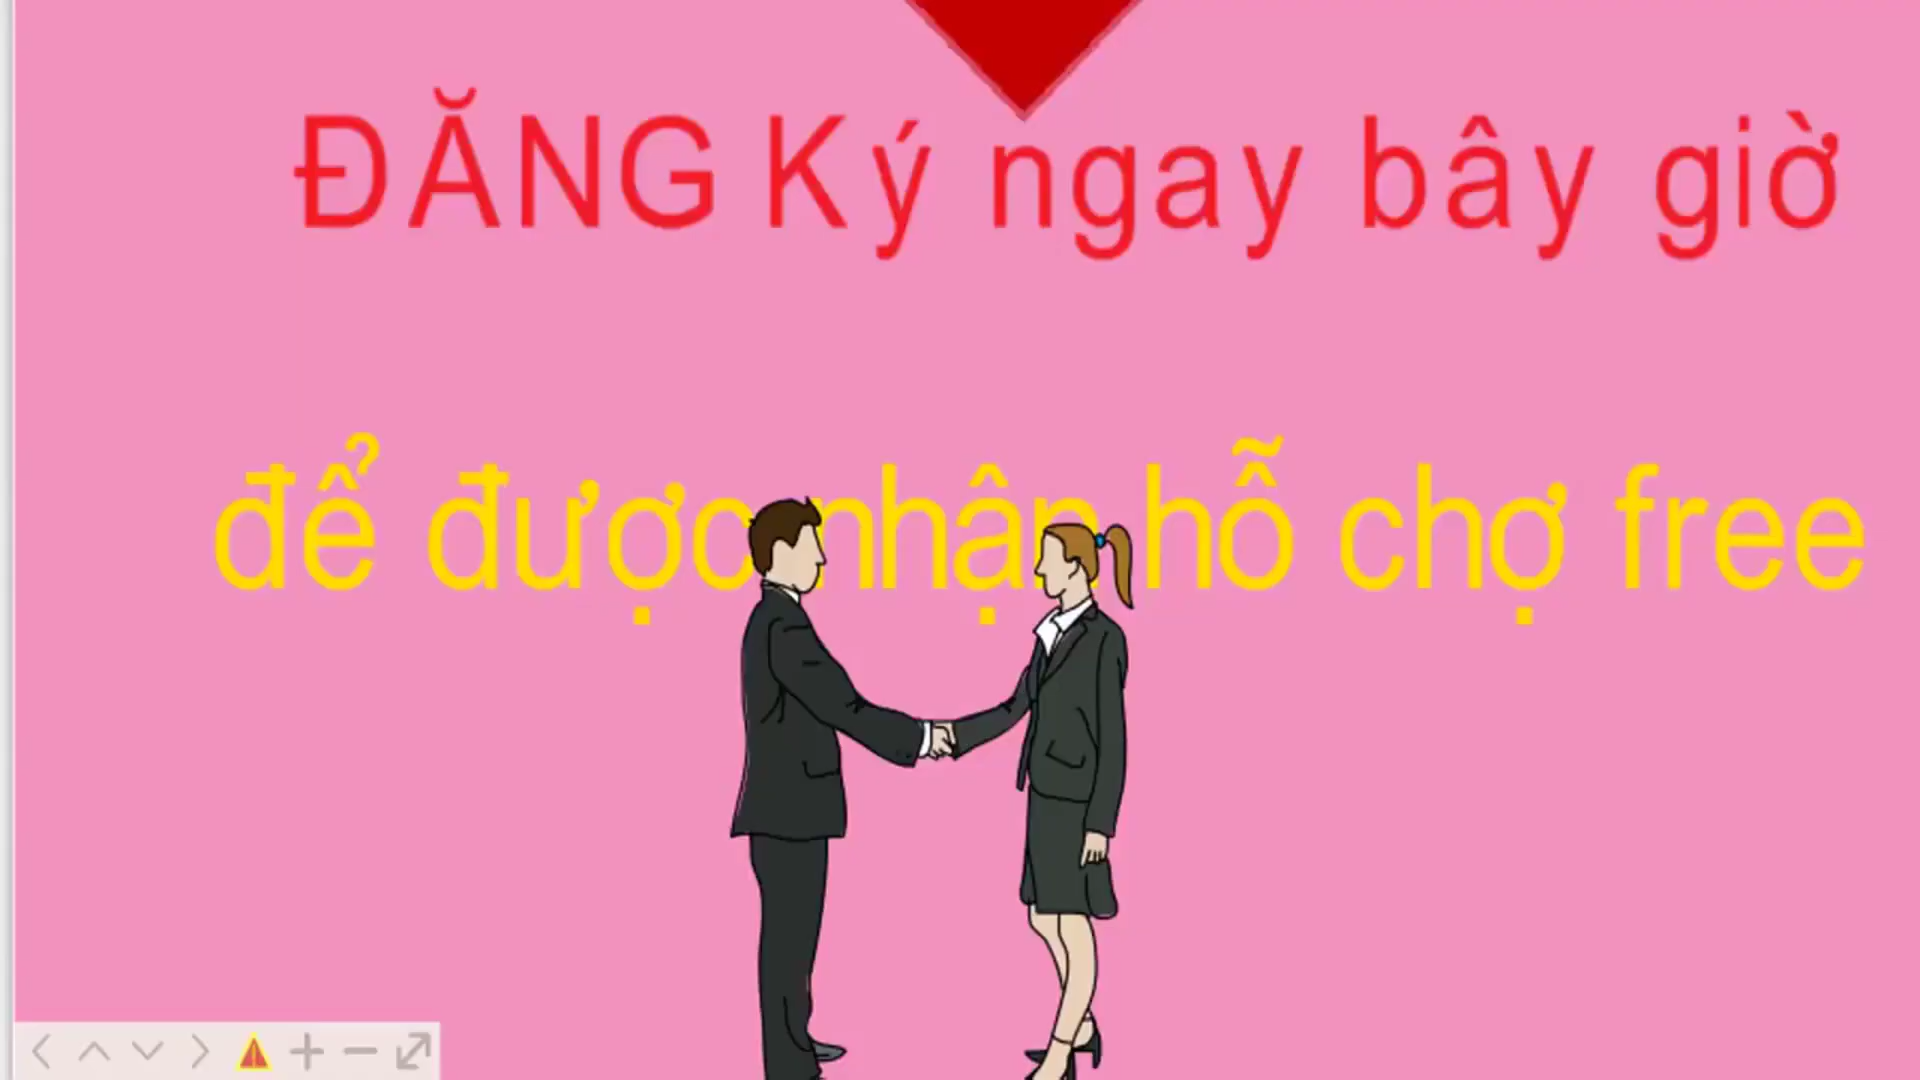 ĐĂNG Ký ngay bây giờ
để được nhận hỗ chợ free